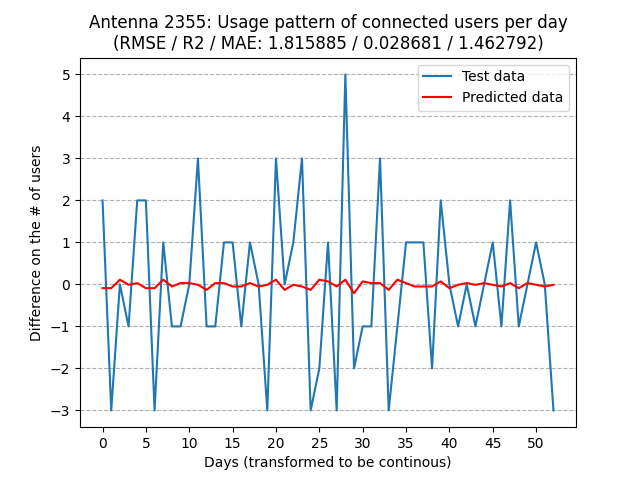 Antenna 2355: Usage pattern of connected users per day
(RMSE / R2 / MAE: 1.815885 / 0.028681 / 1.462792)
Test data
Predicted data
Difference on the # of users
5
4
3
2
1
0
−1
−2
−3
0 5 10 15 20 25 30 35 40 45 50
Days (transformed to be continous)